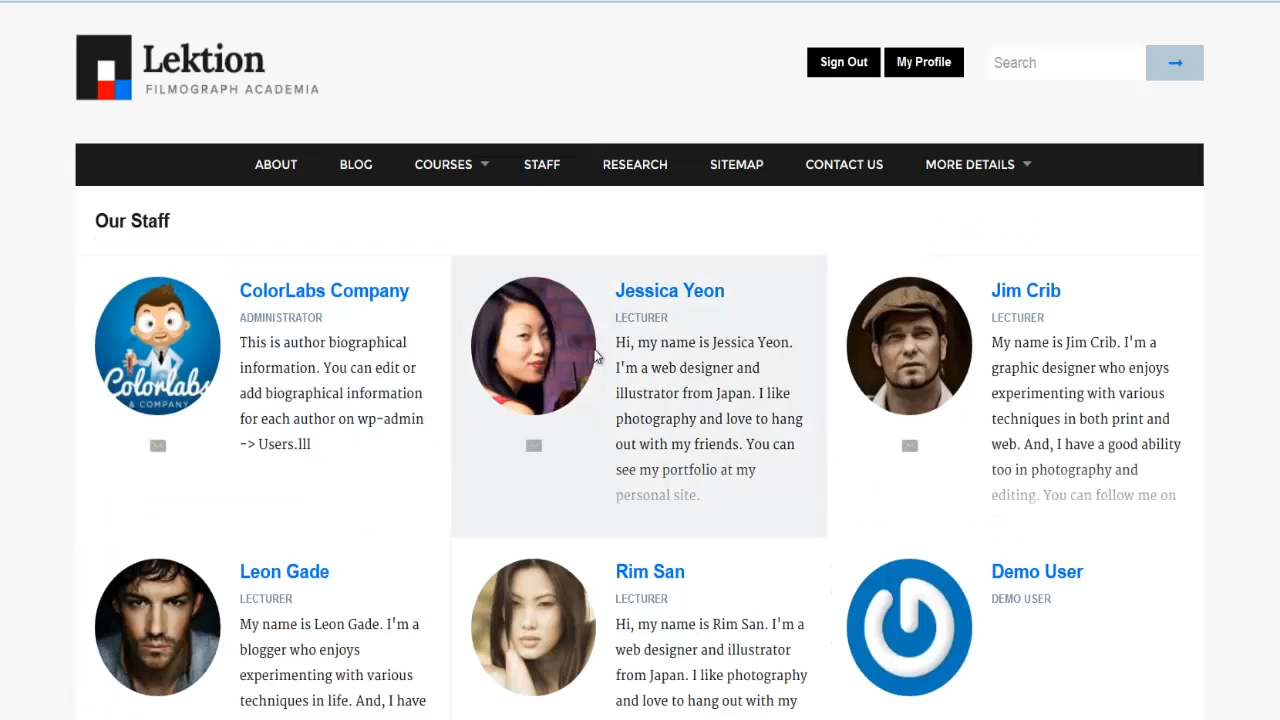 Lektion
FILMOGRAPH ACADEMIA
Sign Out
My Profile
Search
ABOUT
BLOG
COURSES
STAFF
RESEARCH
SITEMAP
CONTACT US
MORE DETAILS
Our Staff
Colorlabs
& COMPANY
ColorLabs Company
ADMINISTRATOR
This is author biographical
information. You can edit or
add biographical information
for each author on wp-admin
-> Users.lll
Jessica Yeon
LECTURER
Hi, my name is Jessica Yeon.
I'm a web designer and
illustrator from Japan. I like
photography and love to hang
out with my friends. You can
see my portfolio at my
personal site.
Jim Crib
LECTURER
My name is Jim Crib. I'm a
graphic designer who enjoys
experimenting with various
techniques in both print and
web. And, I have a good ability
too in photography and
editing. You can follow me on
Leon Gade
LECTURER
My name is Leon Gade. I'm a
blogger who enjoys
experimenting with various
techniques in life. And, I have
Rim San
LECTURER
Hi, my name is Rim San. I'm a
web designer and illustrator
from Japan. I like photography
and love to hang out with my
Demo User
DEMO USER